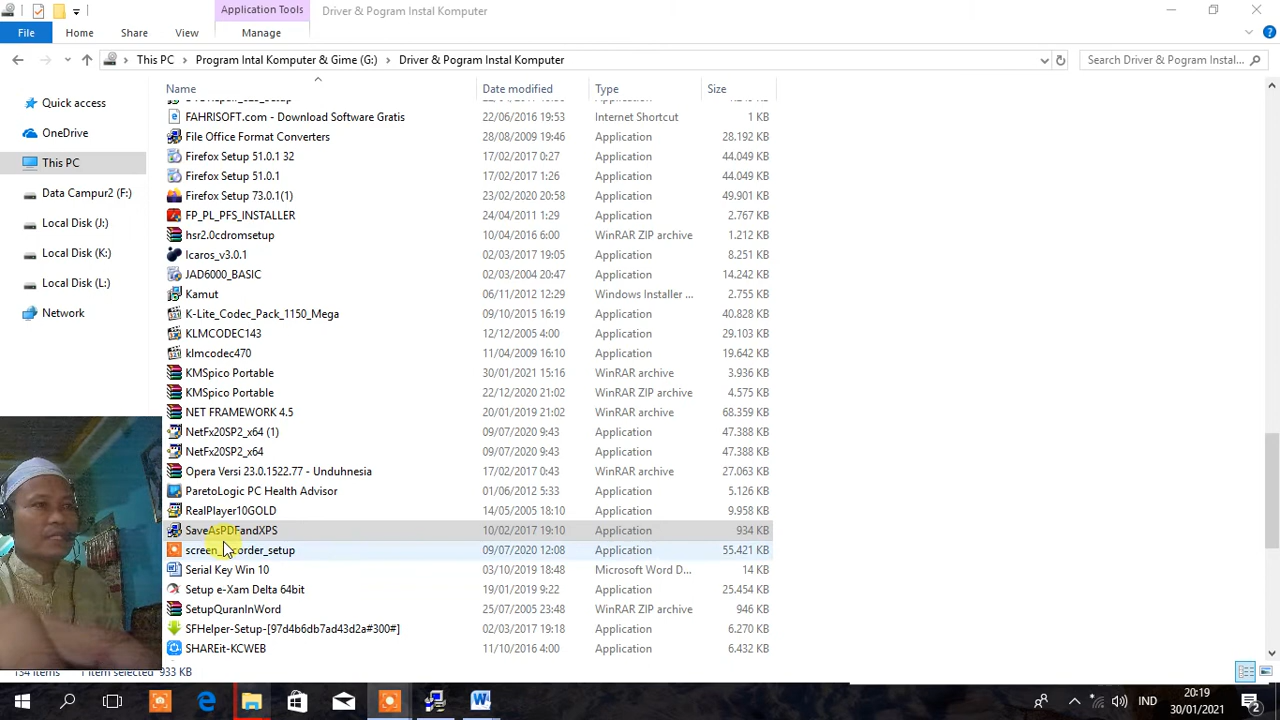 Application Tools
Driver & Pogram Instal Komputer
File
Home
Share
View
Manage
This PC
Program Intal Komputer & Gime (G:)
Driver & Pogram Instal Komputer
Search Driver & Pogram Instal...
Name
Date modified
Type
Size
Quick access
OneDrive
This PC
Data Campur2 (F:)
Local Disk (J:)
Local Disk (K:)
Local Disk (L:)
Network
FAHRISOFT.com - Download Software Gratis 22/06/2016 19:53 Internet Shortcut 1 KB
File Office Format Converters 28/08/2009 19:46 Application 28.192 KB
Firefox Setup 51.0.1 32 17/02/2017 0:27 Application 44.049 KB
Firefox Setup 51.0.1 17/02/2017 1:26 Application 44.049 KB
Firefox Setup 73.0.1(1) 23/02/2020 20:58 Application 49.901 KB
FP_PL_PFS_INSTALLER 24/04/2011 1:29 Application 2.767 KB
hsr2.0cdromsetup 10/04/2016 6:00 WinRAR ZIP archive 1.212 KB
Icaros_v3.0.1 02/03/2017 19:05 Application 8.251 KB
JAD6000_BASIC 02/03/2004 20:47 Application 14.242 KB
Kamut 06/11/2012 12:29 Windows Installer ... 2.755 KB
K-Lite_Codec_Pack_1150_Mega 09/10/2015 16:19 Application 40.828 KB
KLMCODEC143 12/12/2005 4:00 Application 29.103 KB
klmcodec470 11/04/2009 16:10 Application 19.642 KB
KMSpico Portable 30/01/2021 15:16 WinRAR archive 3.936 KB
KMSpico Portable 22/12/2020 21:02 WinRAR ZIP archive 4.575 KB
NET FRAMEWORK 4.5 20/01/2019 21:02 WinRAR archive 68.359 KB
NetFx20SP2_x64 (1) 09/07/2020 9:43 Application 47.388 KB
NetFx20SP2_x64 09/07/2020 9:43 Application 47.388 KB
Opera Versi 23.0.1522.77 - Unduhnesia 17/02/2017 0:43 WinRAR archive 27.063 KB
ParetoLogic PC Health Advisor 01/06/2012 5:33 Application 5.126 KB
RealPlayer10GOLD 14/05/2005 18:10 Application 9.958 KB
SaveAsPDFandXPS 10/02/2017 19:10 Application 934 KB
screen_recorder_setup 09/07/2020 12:08 Application 55.421 KB
Serial Key Win 10 03/10/2019 18:48 Microsoft Word D... 14 KB
Setup e-Xam Delta 64bit 19/01/2019 9:22 Application 25.454 KB
SetupQuranInWord 25/07/2005 23:48 WinRAR ZIP archive 946 KB
SFHelper-Setup-[97d4b6db7ad43d2a#300#] 02/03/2017 19:18 Application 6.270 KB
SHAREit-KCWEB 11/10/2016 4:00 Application 6.432 KB
134 items 1 item selected 933 KB
IND
20:19
30/01/2021
2